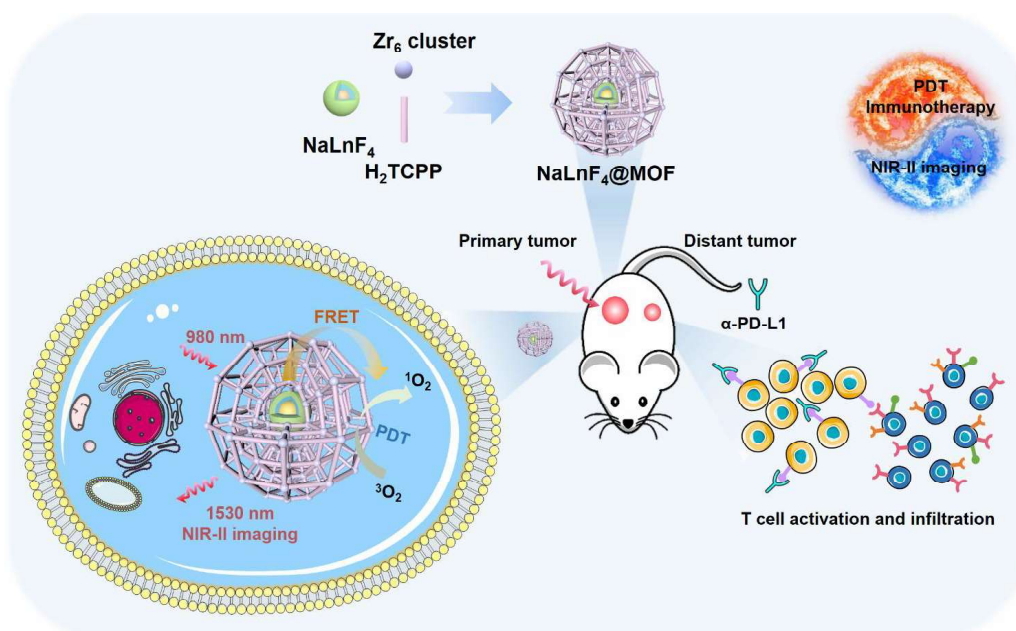 Zr₆ cluster
NaLnF₄
H₂TCPP
NaLnF₄@MOF
PDT
Immunotherapy
NIR-II imaging
Primary tumor
Distant tumor
α-PD-L1
980 nm
FRET
¹O₂
PDT
³O₂
1530 nm
NIR-II imaging
T cell activation and infiltration